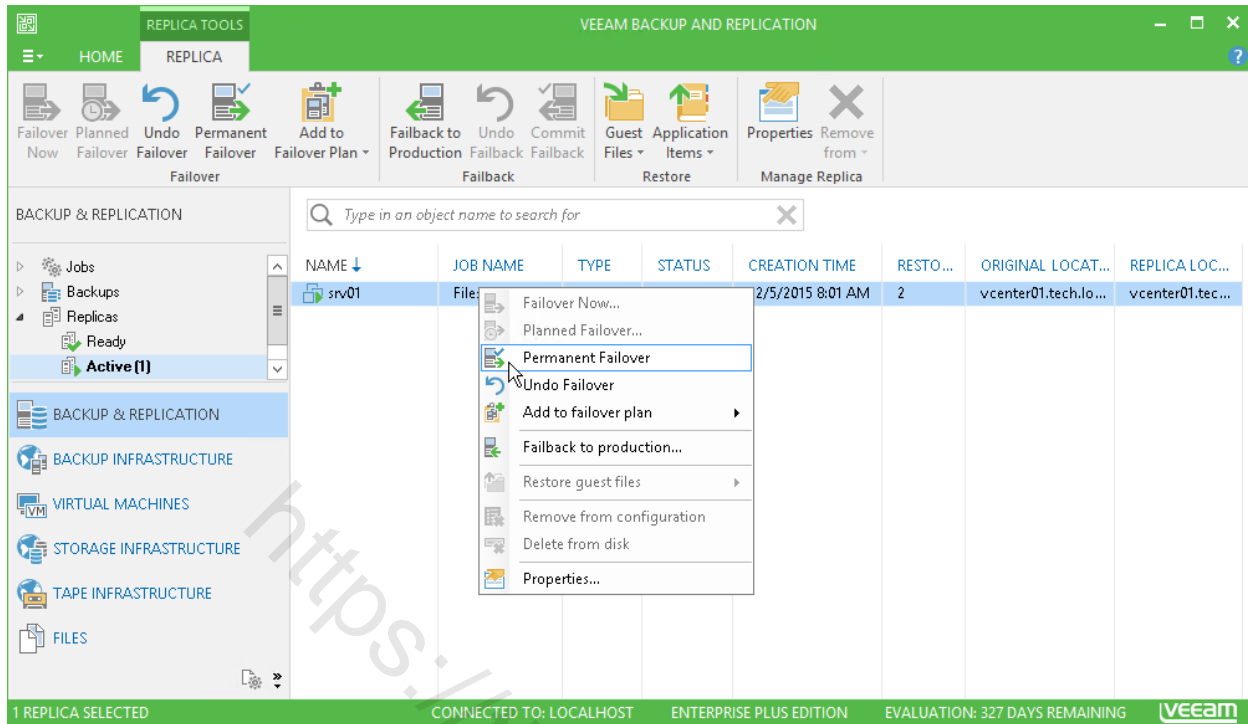 REPLICA TOOLS
VEEAM BACKUP AND REPLICATION
HOME REPLICA
?
Failover Now
Planned Failover
Undo Failover
Permanent Failover
Add to Failover Plan
Failback to Production
Undo Failback
Commit Failback
Guest Files
Application Items
Properties
Remove from
Failover
Failback
Restore
Manage Replica
BACKUP & REPLICATION
Type in an object name to search for
Jobs
Backups
Replicas
Ready
Active (1)
NAME JOB NAME TYPE STATUS CREATION TIME RESTO... ORIGINAL LOCAT... REPLICA LOC...
srv01 2/5/2015 8:01 AM 2 vcenter01.tech.lo... vcenter01.tec...
Failover Now...
Planned Failover...
Permanent Failover
Undo Failover
Add to failover plan
Failback to production...
Restore guest files
Remove from configuration
Delete from disk
Properties...
BACKUP & REPLICATION
BACKUP INFRASTRUCTURE
VM
VIRTUAL MACHINES
STORAGE INFRASTRUCTURE
TAPE INFRASTRUCTURE
FILES
https://
1 REPLICA SELECTED
CONNECTED TO: LOCALHOST
ENTERPRISE PLUS EDITION
EVALUATION: 327 DAYS REMAINING
veeam